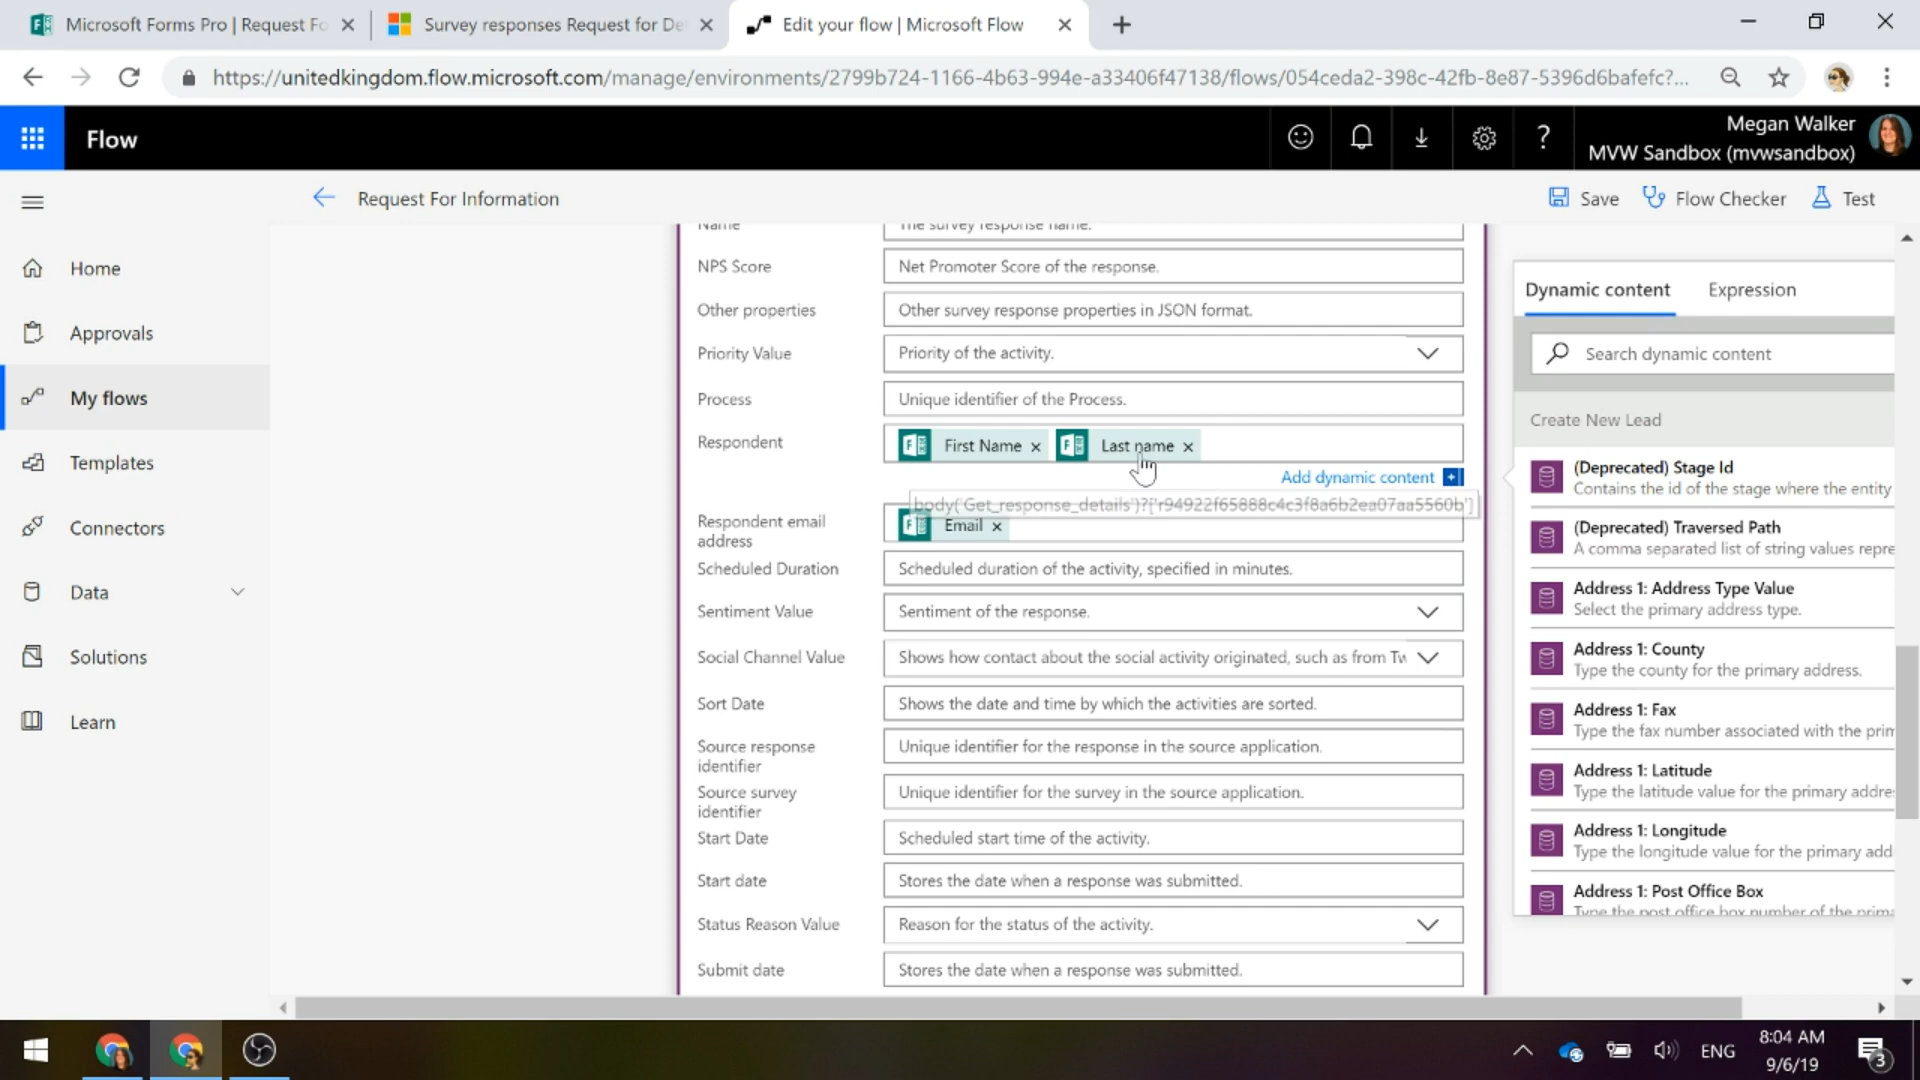 Microsoft Forms Pro | Request Fo
Survey responses Request for De
Edit your flow | Microsoft Flow
https://unitedkingdom.flow.microsoft.com/manage/environments/2799b724-1166-4b63-994e-a33406f47138/flows/054ceda2-398c-42fb-8e87-5396d6bafefc?...
Flow
?
Megan Walker
MVW Sandbox (mvwsandbox)
Request For Information
Save
Flow Checker
Test
Home
Approvals
My flows
Templates
Connectors
Data
Solutions
Learn
Name
The survey response name.
NPS Score
Net Promoter Score of the response.
Other properties
Other survey response properties in JSON format.
Priority Value
Priority of the activity.
Process
Unique identifier of the Process.
Respondent
First Name
Last name
Add dynamic content
body('Get_response_details')?['r94922f65888c4c3f8a6b2ea07aa5560b']
Respondent email
address
Email
Scheduled Duration
Scheduled duration of the activity, specified in minutes.
Sentiment Value
Sentiment of the response.
Social Channel Value
Shows how contact about the social activity originated, such as from Tw
Sort Date
Shows the date and time by which the activities are sorted.
Source response
identifier
Unique identifier for the response in the source application.
Source survey
identifier
Unique identifier for the survey in the source application.
Start Date
Scheduled start time of the activity.
Start date
Stores the date when a response was submitted.
Status Reason Value
Reason for the status of the activity.
Submit date
Stores the date when a response was submitted.
Dynamic content
Expression
Search dynamic content
Create New Lead
(Deprecated) Stage Id
Contains the id of the stage where the entity
(Deprecated) Traversed Path
A comma separated list of string values repre
Address 1: Address Type Value
Select the primary address type.
Address 1: County
Type the county for the primary address.
Address 1: Fax
Type the fax number associated with the prim
Address 1: Latitude
Type the latitude value for the primary addre
Address 1: Longitude
Type the longitude value for the primary add
Address 1: Post Office Box
Type the post office box number of the prima
ENG
8:04 AM
9/6/19
3